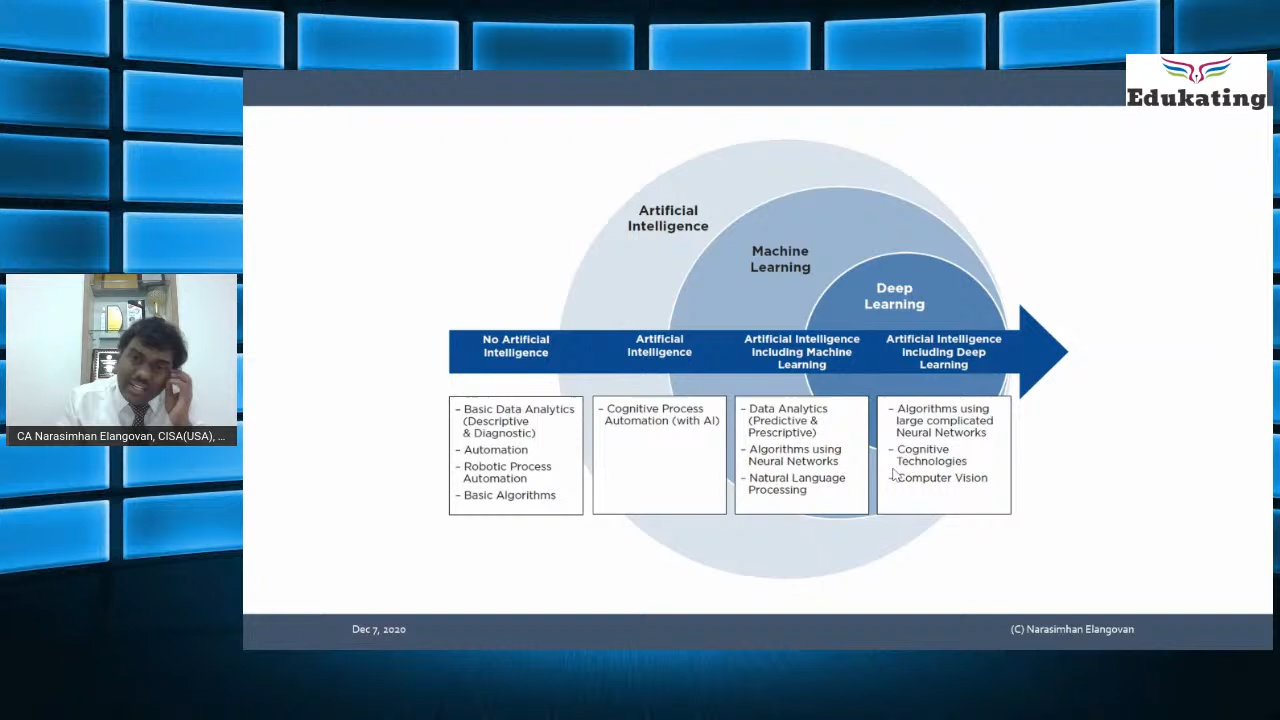 Edukating
Artificial
Intelligence
Machine
Learning
Deep
Learning
No Artificial
Intelligence
Artificial
Intelligence
Artificial Intelligence
Including Machine
Learning
Artificial Intelligence
Including Deep
Learning
– Basic Data Analytics
(Descriptive
& Diagnostic)
– Automation
– Robotic Process
Automation
– Basic Algorithms
– Cognitive Process
Automation (with AI)
– Data Analytics
(Predictive &
Prescriptive)
– Algorithms using
Neural Networks
– Natural Language
Processing
– Algorithms using
large complicated
Neural Networks
– Cognitive
Technologies
– Computer Vision
CA Narasimhan Elangovan, CISA(USA), ...
Dec 7, 2020
(C) Narasimhan Elangovan